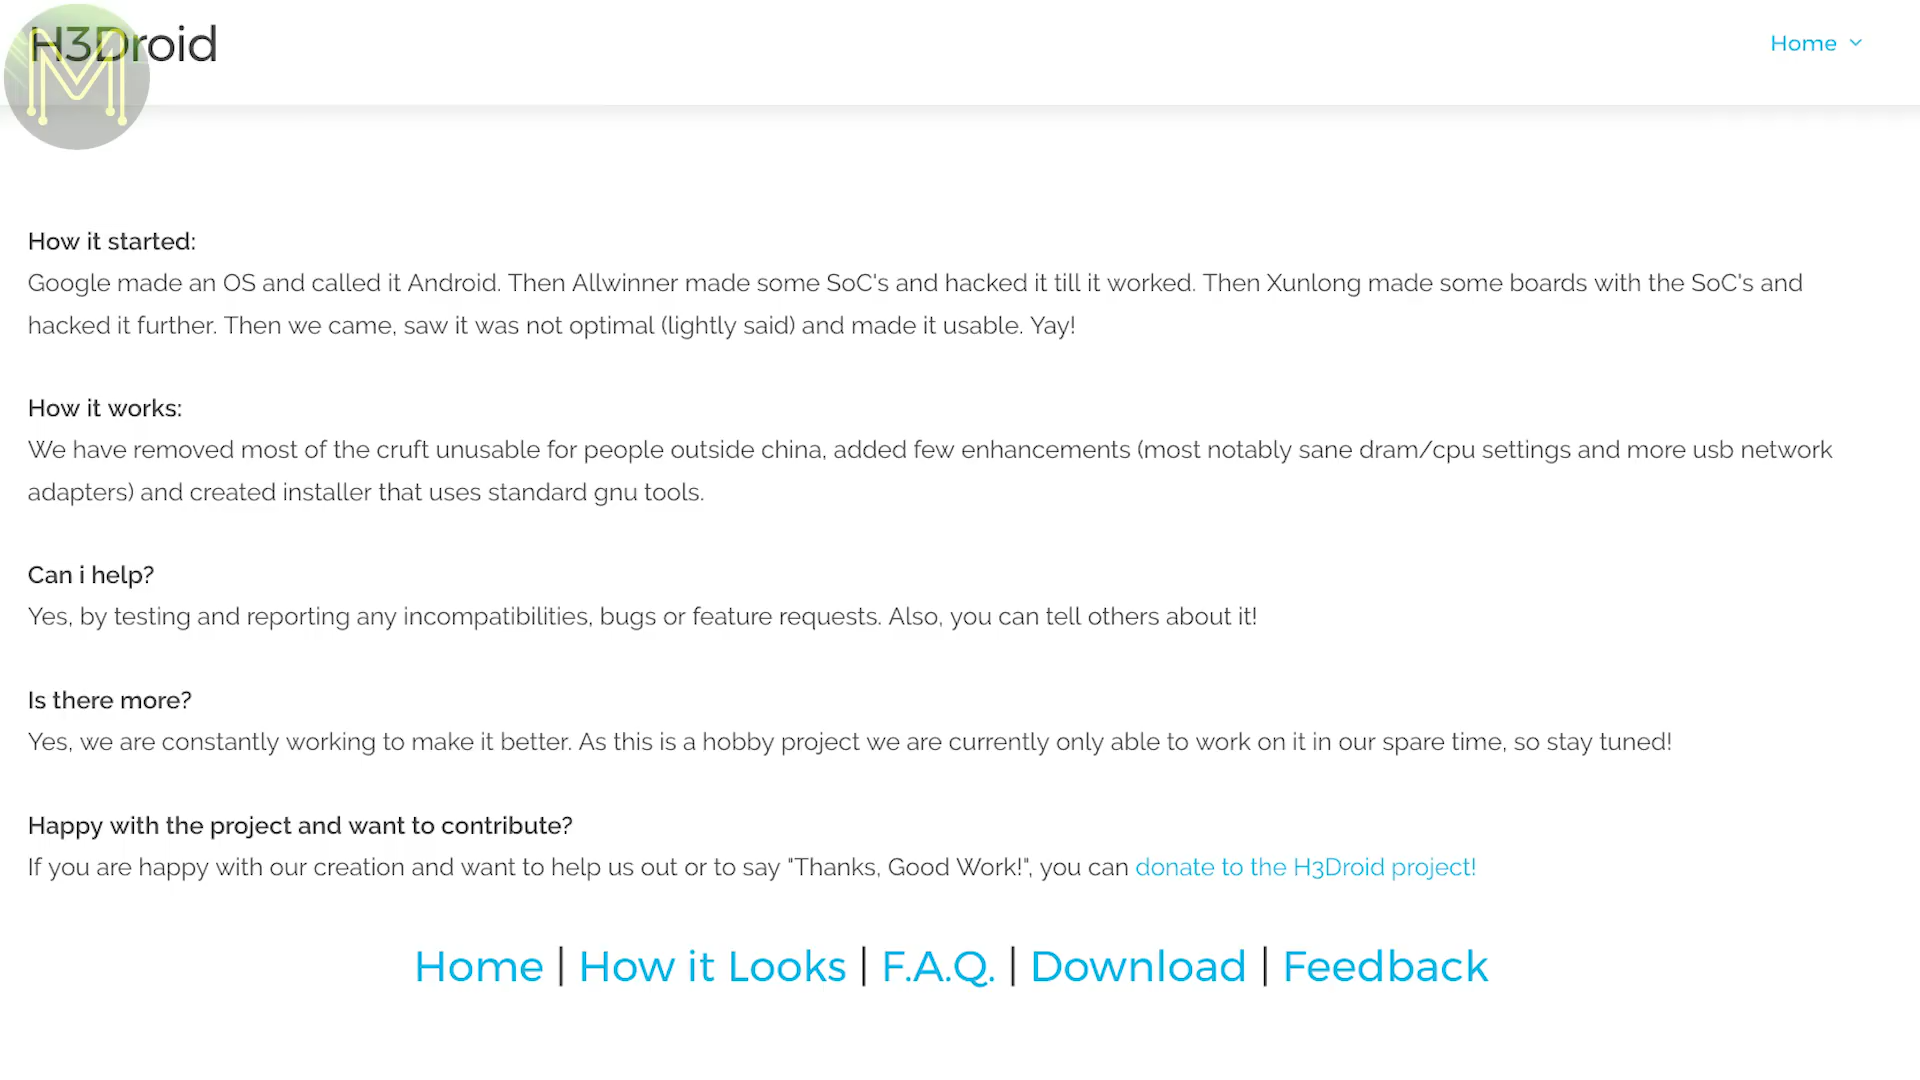 H3Droid
M
Home
How it started:
Google made an OS and called it Android. Then Allwinner made some SoC's and hacked it till it worked. Then Xunlong made some boards with the SoC's and
hacked it further. Then we came, saw it was not optimal (lightly said) and made it usable. Yay!
How it works:
We have removed most of the cruft unusable for people outside china, added few enhancements (most notably sane dram/cpu settings and more usb network
adapters) and created installer that uses standard gnu tools.
Can i help?
Yes, by testing and reporting any incompatibilities, bugs or feature requests. Also, you can tell others about it!
Is there more?
Yes, we are constantly working to make it better. As this is a hobby project we are currently only able to work on it in our spare time, so stay tuned!
Happy with the project and want to contribute?
If you are happy with our creation and want to help us out or to say "Thanks, Good Work!", you can donate to the H3Droid project!
Home | How it Looks | F.A.Q. | Download | Feedback